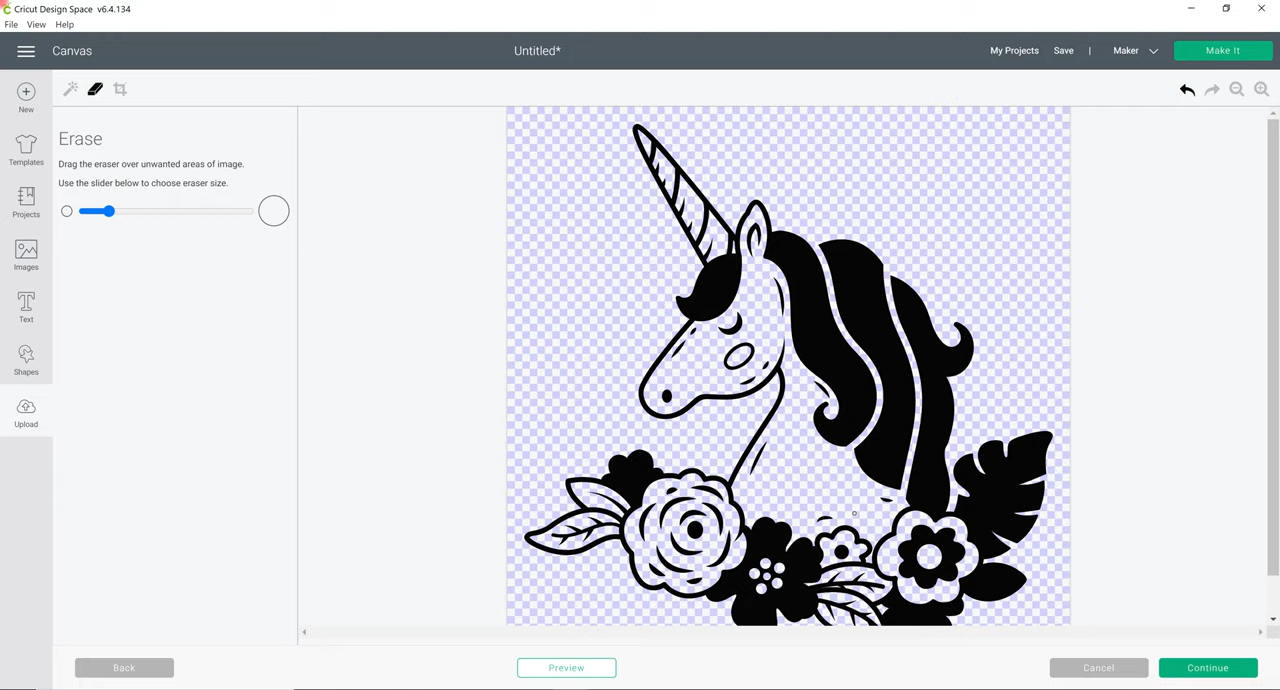 Cricut Design Space v6.4.134
File View Help
Canvas
Untitled*
My Projects Save | Maker Make It
New
Templates
Projects
Images
Text
Shapes
Upload
Erase
Drag the eraser over unwanted areas of image.
Use the slider below to choose eraser size.
Back
Preview
Cancel
Continue